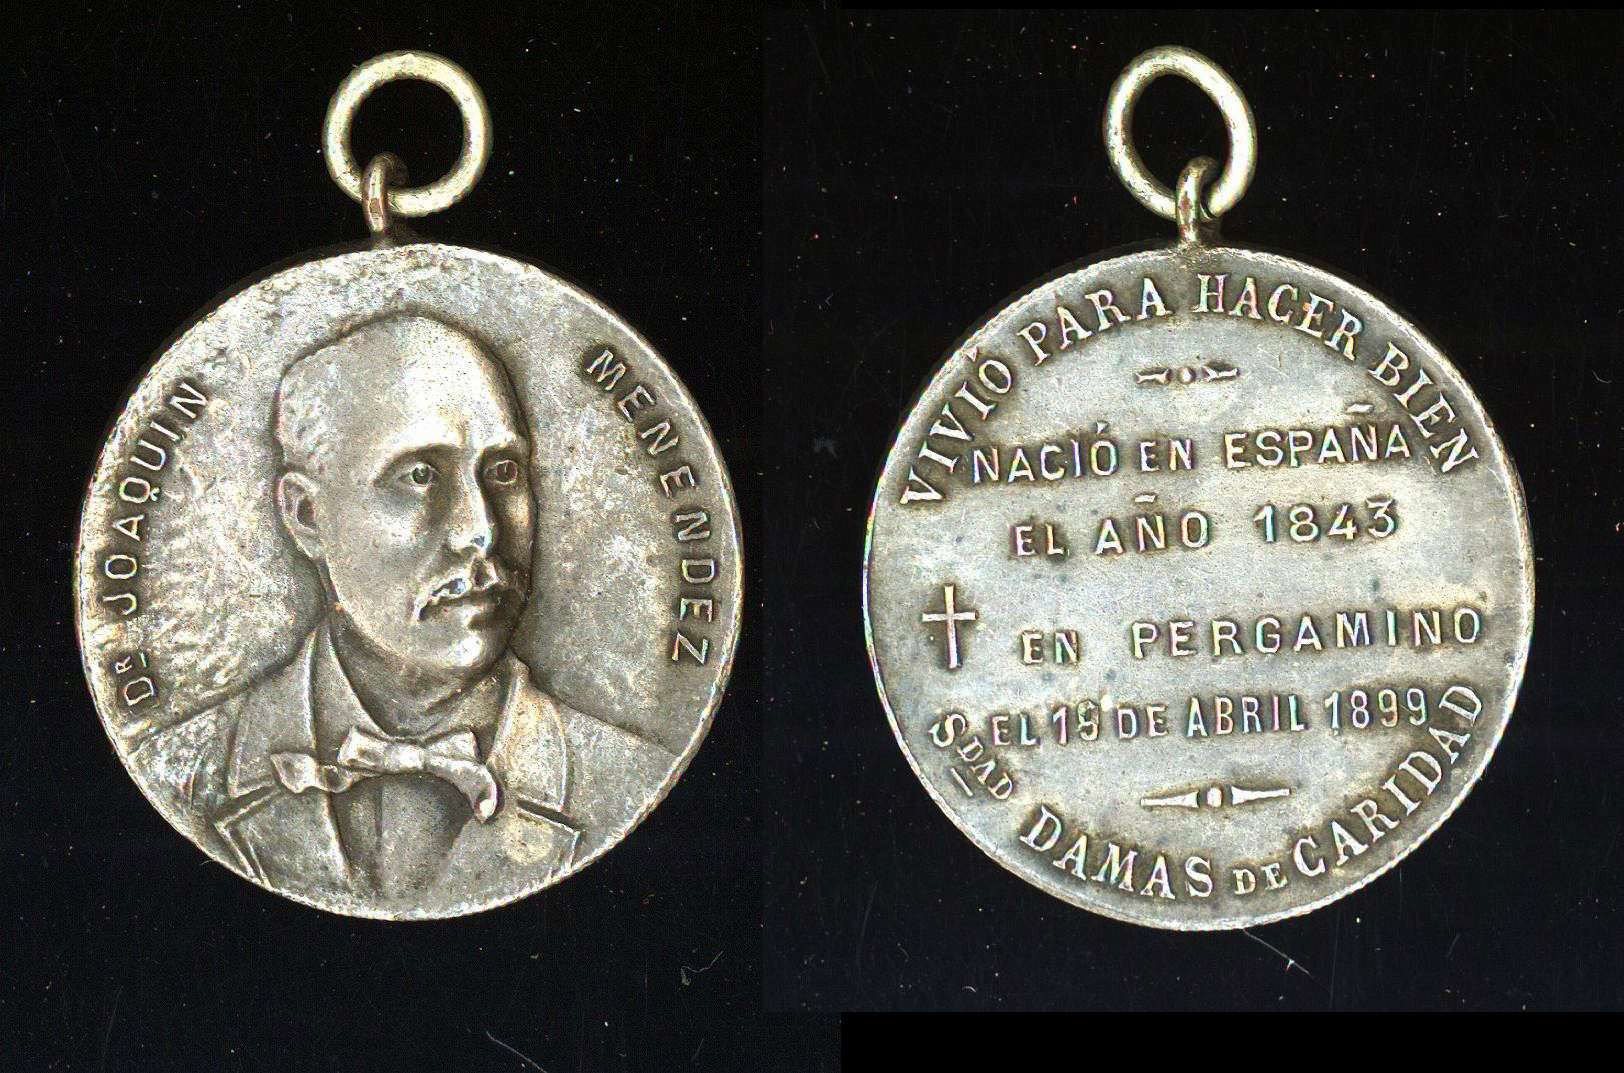 Dr JOAQUIN MENENDEZ
VIVIÓ PARA HACER BIEN
NACIÓ EN ESPAÑA
EL AÑO 1843
EN PERGAMINO
EL 19 DE ABRIL 1899
SDAD DAMAS DE CARIDAD